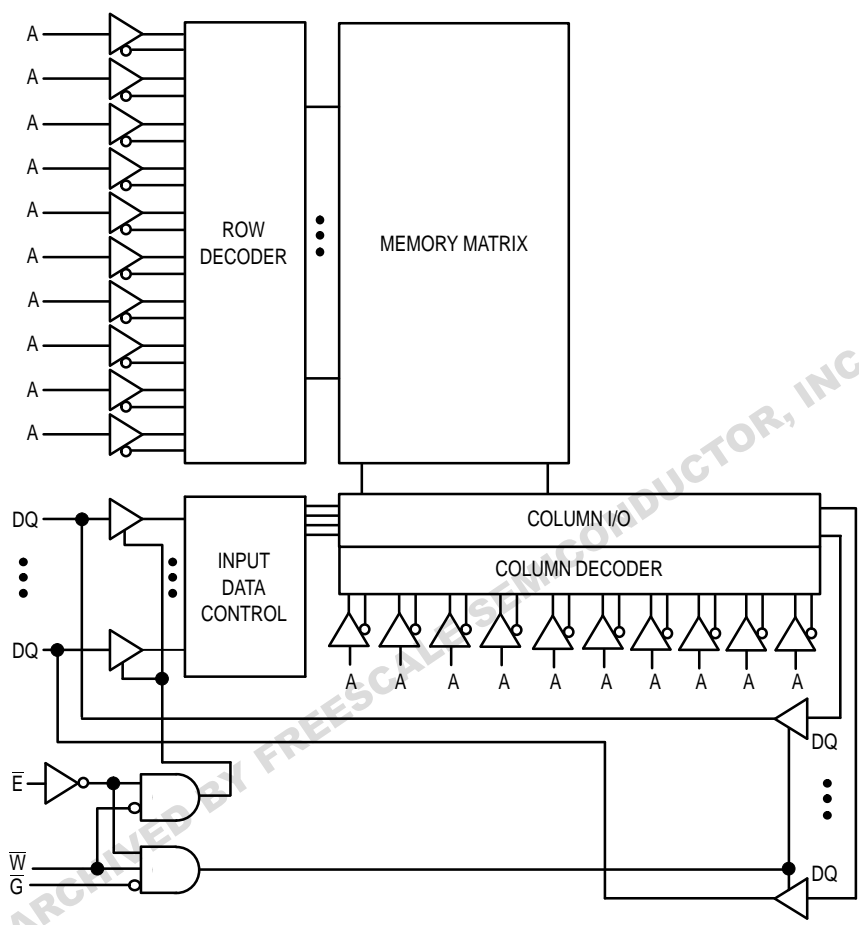 A
A
A
A
A
A
A
A
A
A
ROW
DECODER
MEMORY MATRIX
DQ
DQ
INPUT
DATA
CONTROL
COLUMN I/O
COLUMN DECODER
A A A A A A A A A A
DQ
DQ
E̅
W̅
G̅
ARCHIVED BY FREESCALE SEMICONDUCTOR, INC